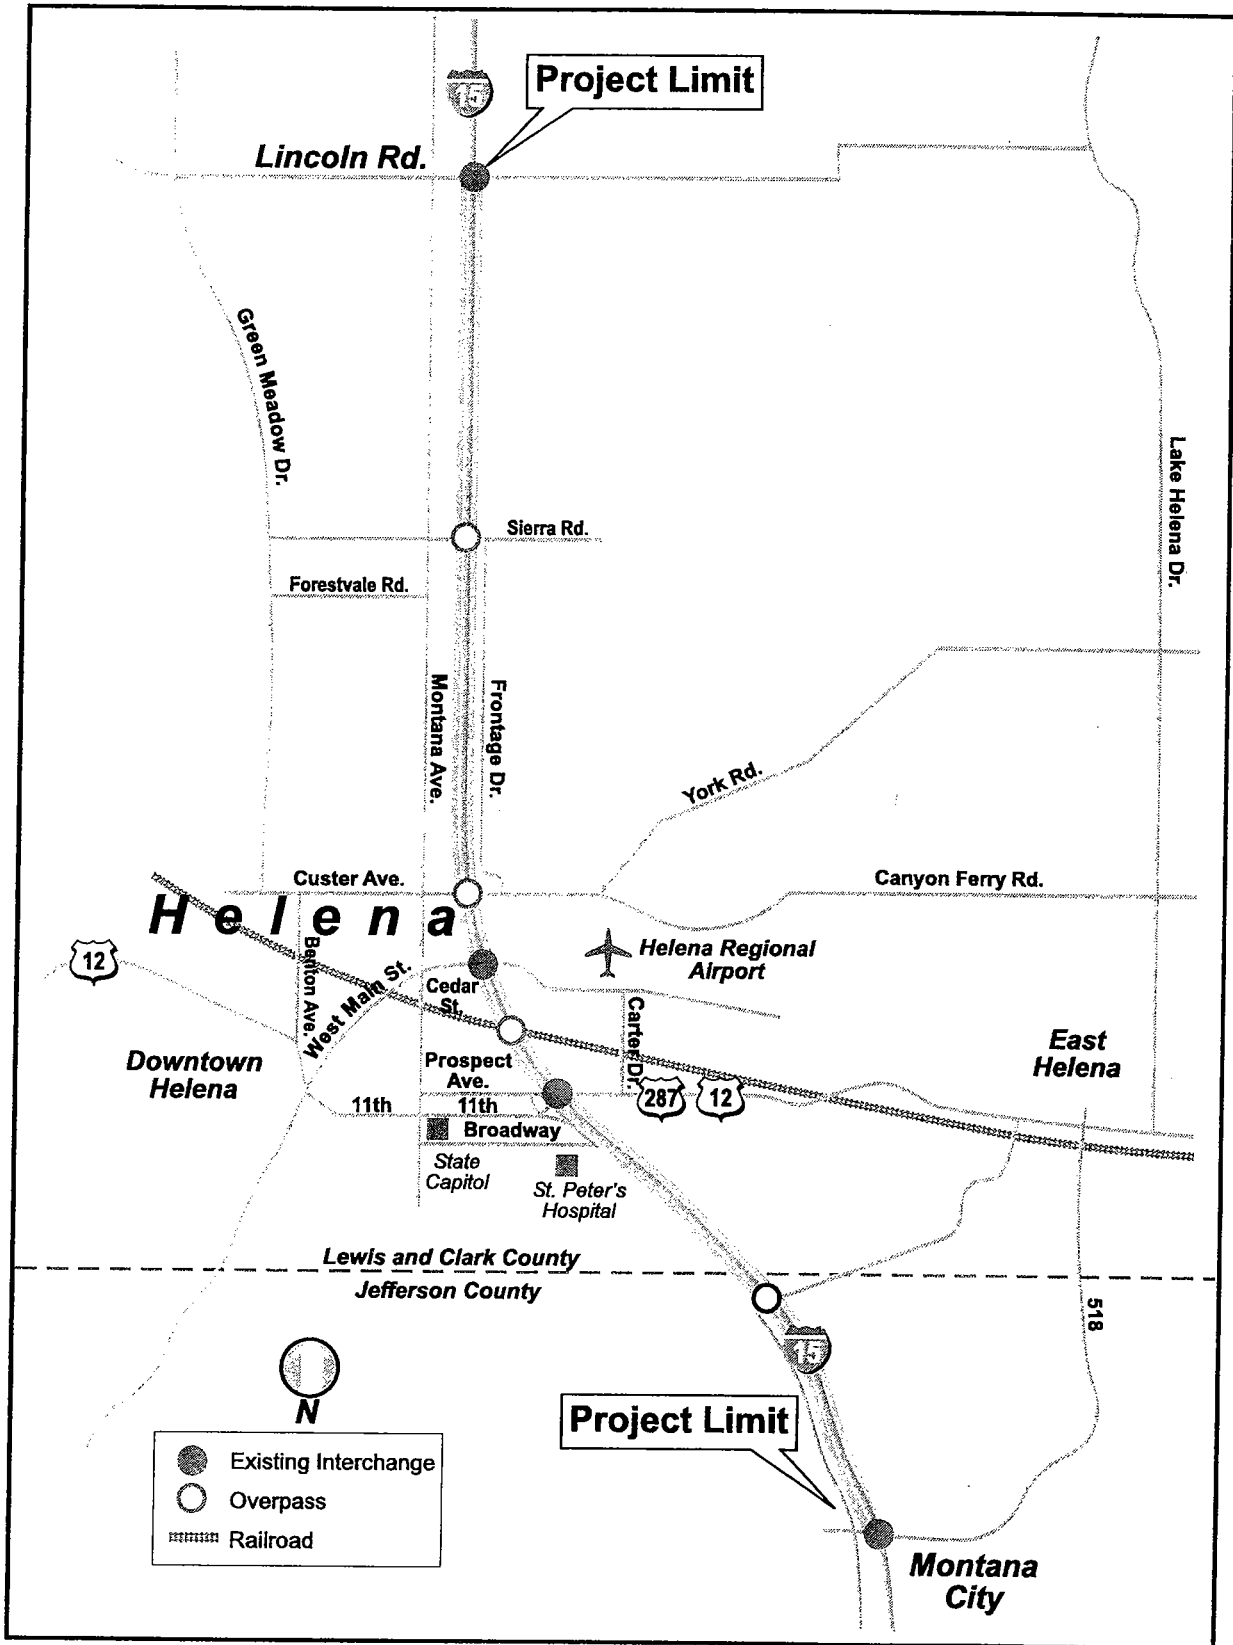 Project Limit
15
Lincoln Rd.
Green Meadow Dr.
Lake Helena Dr.
Sierra Rd.
Forestvale Rd.
Montana Ave.
Frontage Dr.
York Rd.
Custer Ave.
Canyon Ferry Rd.
Helena
12
Benton Ave.
West Main St.
Cedar
St.
Helena Regional
Airport
Carter Dr.
East
Helena
Downtown
Helena
Prospect
Ave.
287
12
11th
11th
Broadway
State
Capitol
St. Peter's
Hospital
Lewis and Clark County
Jefferson County
518
15
N
Project Limit
Existing Interchange
Overpass
Railroad
Montana
City